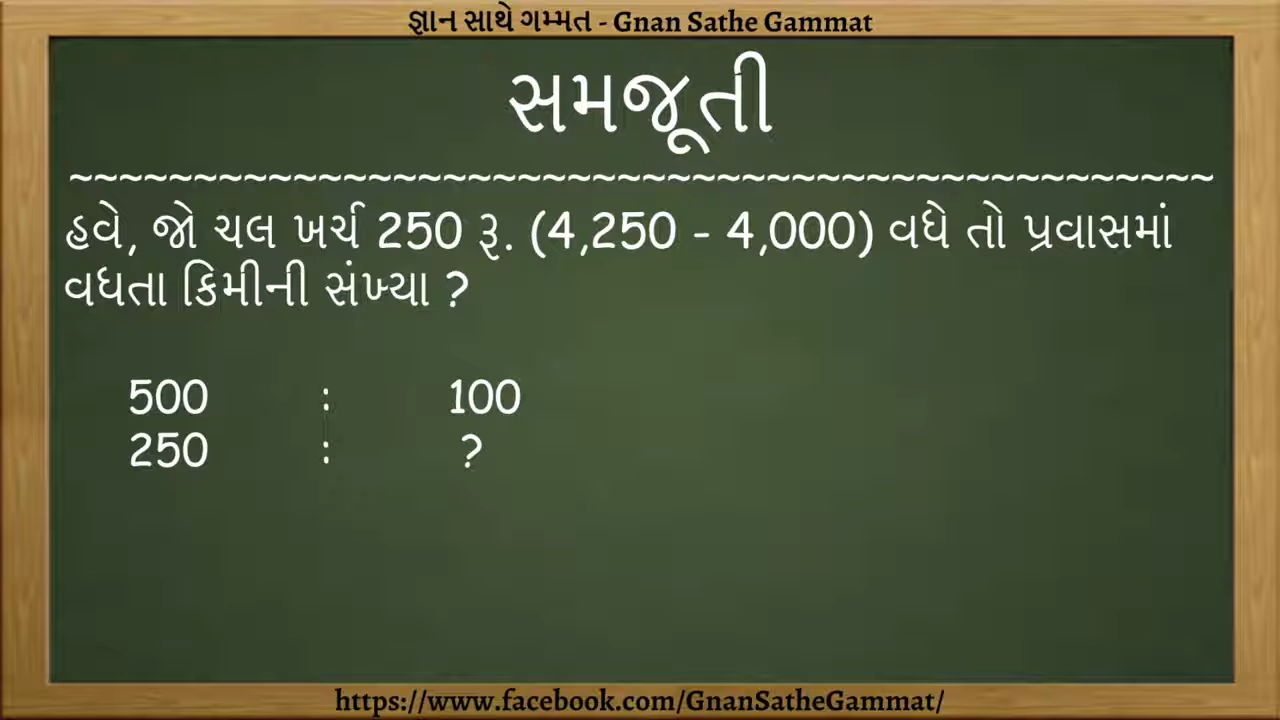 જ્ઞાન સાથે ગમ્મત - Gnan Sathe Gammat
સમજૂતી
~~~~~~~~~~~~~~~~~~~~~~~~~~~~~~~~~~~~~~~~~~~~~~
હવે, જો ચલ ખર્ચ 250 રૂ. (4,250 - 4,000) વધે તો પ્રવાસમાં
વધતા કિમીની સંખ્યા ?
500 : 100
250 : ?
https://www.facebook.com/GnanSatheGammat/